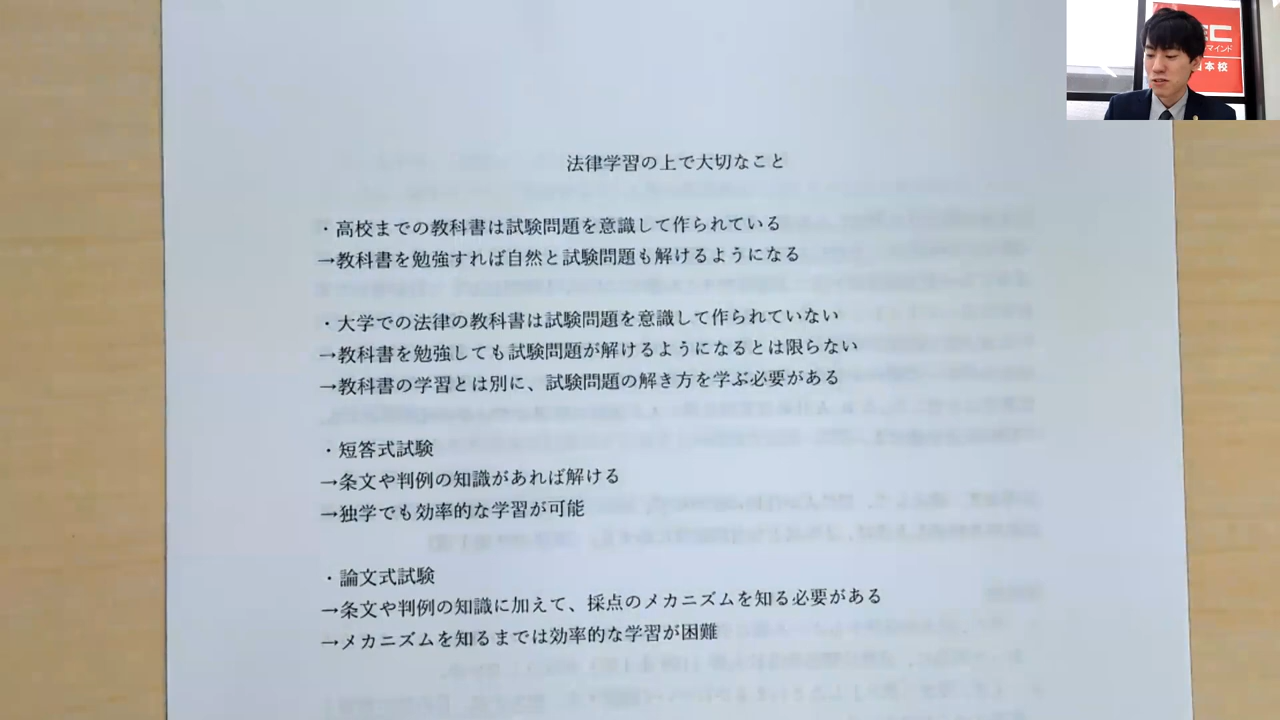 EC
マインド
本校
法律学習の上で大切なこと
・高校までの教科書は試験問題を意識して作られている
→教科書を勉強すれば自然と試験問題も解けるようになる
・大学での法律の教科書は試験問題を意識して作られていない
→教科書を勉強しても試験問題が解けるようになるとは限らない
→教科書の学習とは別に、試験問題の解き方を学ぶ必要がある
・短答式試験
→条文や判例の知識があれば解ける
→独学でも効率的な学習が可能
・論文式試験
→条文や判例の知識に加えて、採点のメカニズムを知る必要がある
→メカニズムを知るまでは効率的な学習が困難